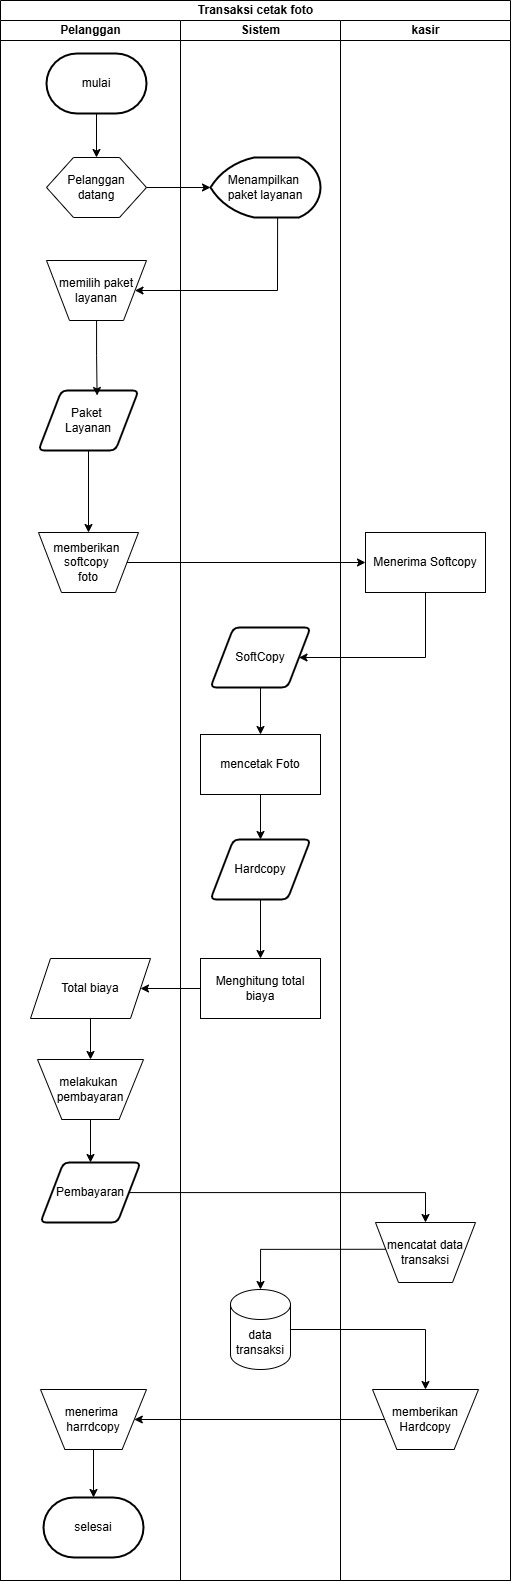 Transaksi cetak foto
Pelanggan
Sistem
kasir
mulai
Pelanggan
datang
Menampilkan
paket layanan
memilih paket
layanan
Paket
Layanan
memberikan
softcopy
foto
Menerima Softcopy
SoftCopy
mencetak Foto
Hardcopy
Total biaya
Menghitung total
biaya
melakukan
pembayaran
Pembayaran
mencatat data
transaksi
data
transaksi
menerima
harrdcopy
memberikan
Hardcopy
selesai